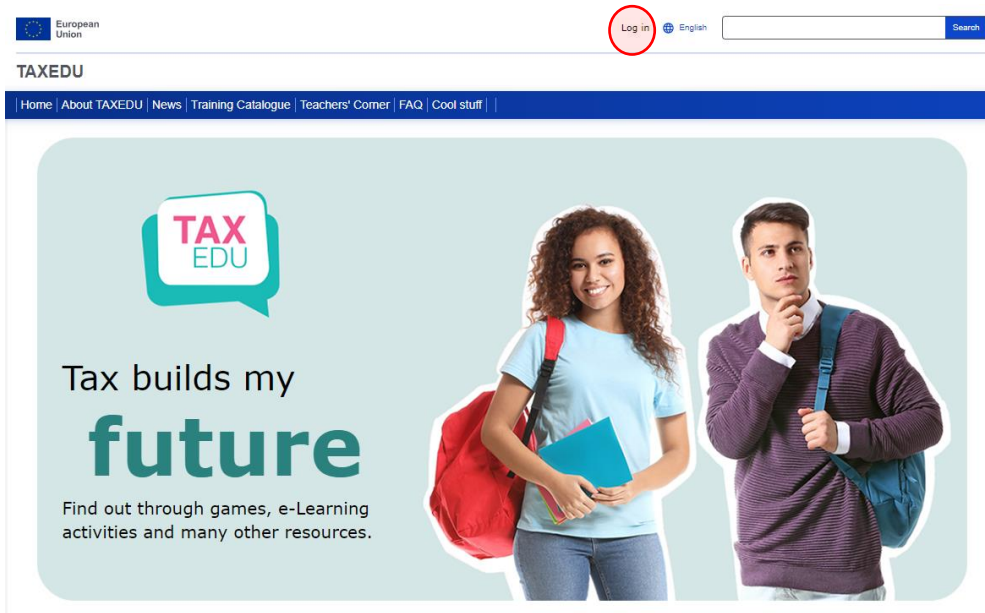 European
Union
Log in
English
Search
TAXEDU
Home | About TAXEDU | News | Training Catalogue | Teachers' Corner | FAQ | Cool stuff | |
TAX
EDU
Tax builds my
future
Find out through games, e-Learning
activities and many other resources.